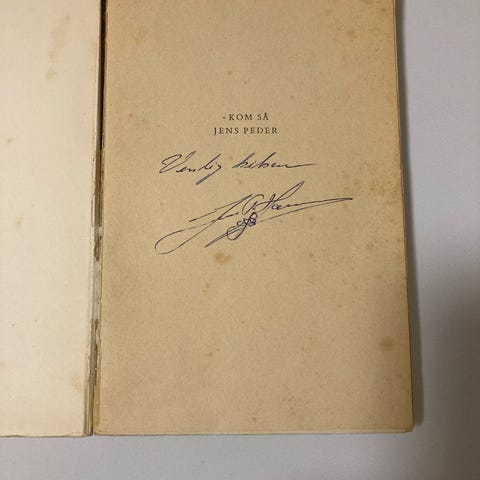 - KOM SÅ
JENS PEDER
Venlig hilsen